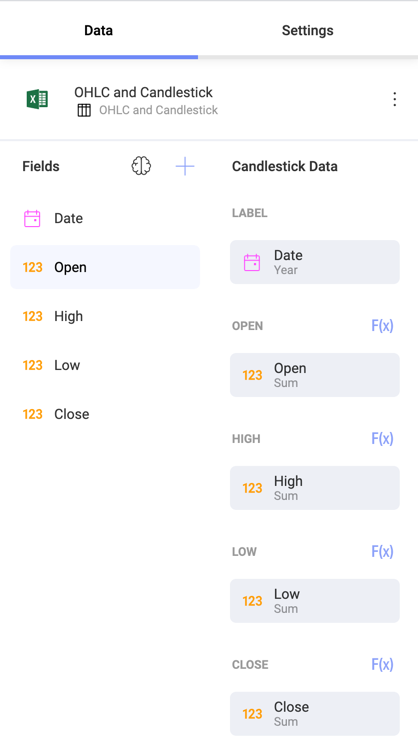 Data
Settings
OHLC and Candlestick
OHLC and Candlestick
Fields
Date
123 Open
123 High
123 Low
123 Close
Candlestick Data
LABEL
Date
Year
OPEN F(x)
123 Open
Sum
HIGH F(x)
123 High
Sum
LOW F(x)
123 Low
Sum
CLOSE F(x)
123 Close
Sum